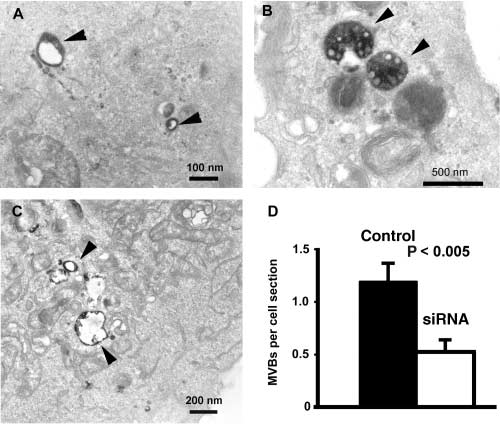 A
100 nm
B
500 nm
C
200 nm
D
MVBs per cell section
1.5
1.0
0.5
0
Control
P < 0.005
siRNA